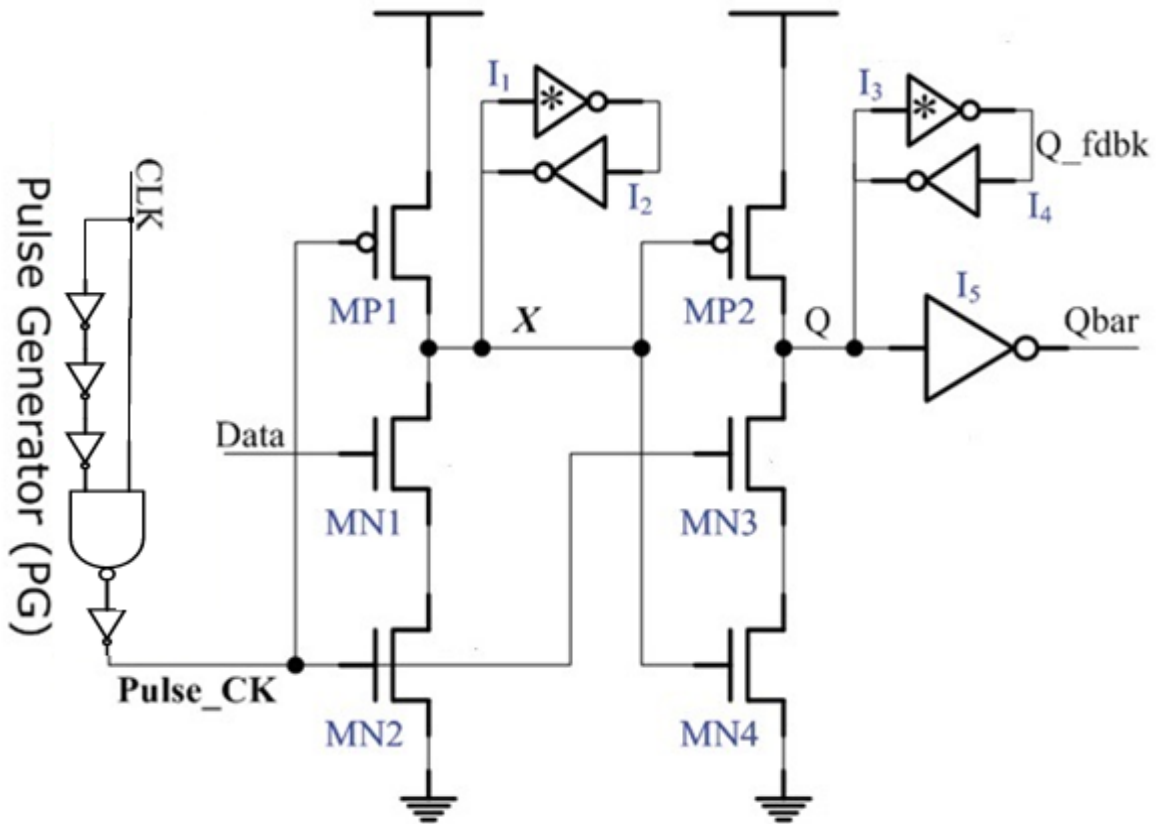 Pulse Generator (PG)
CLK
Pulse_CK
Data
MP1
MN1
MN2
I1
*
I2
X
MP2
MN3
MN4
Q
I3
*
Q_fdbk
I4
I5
Qbar